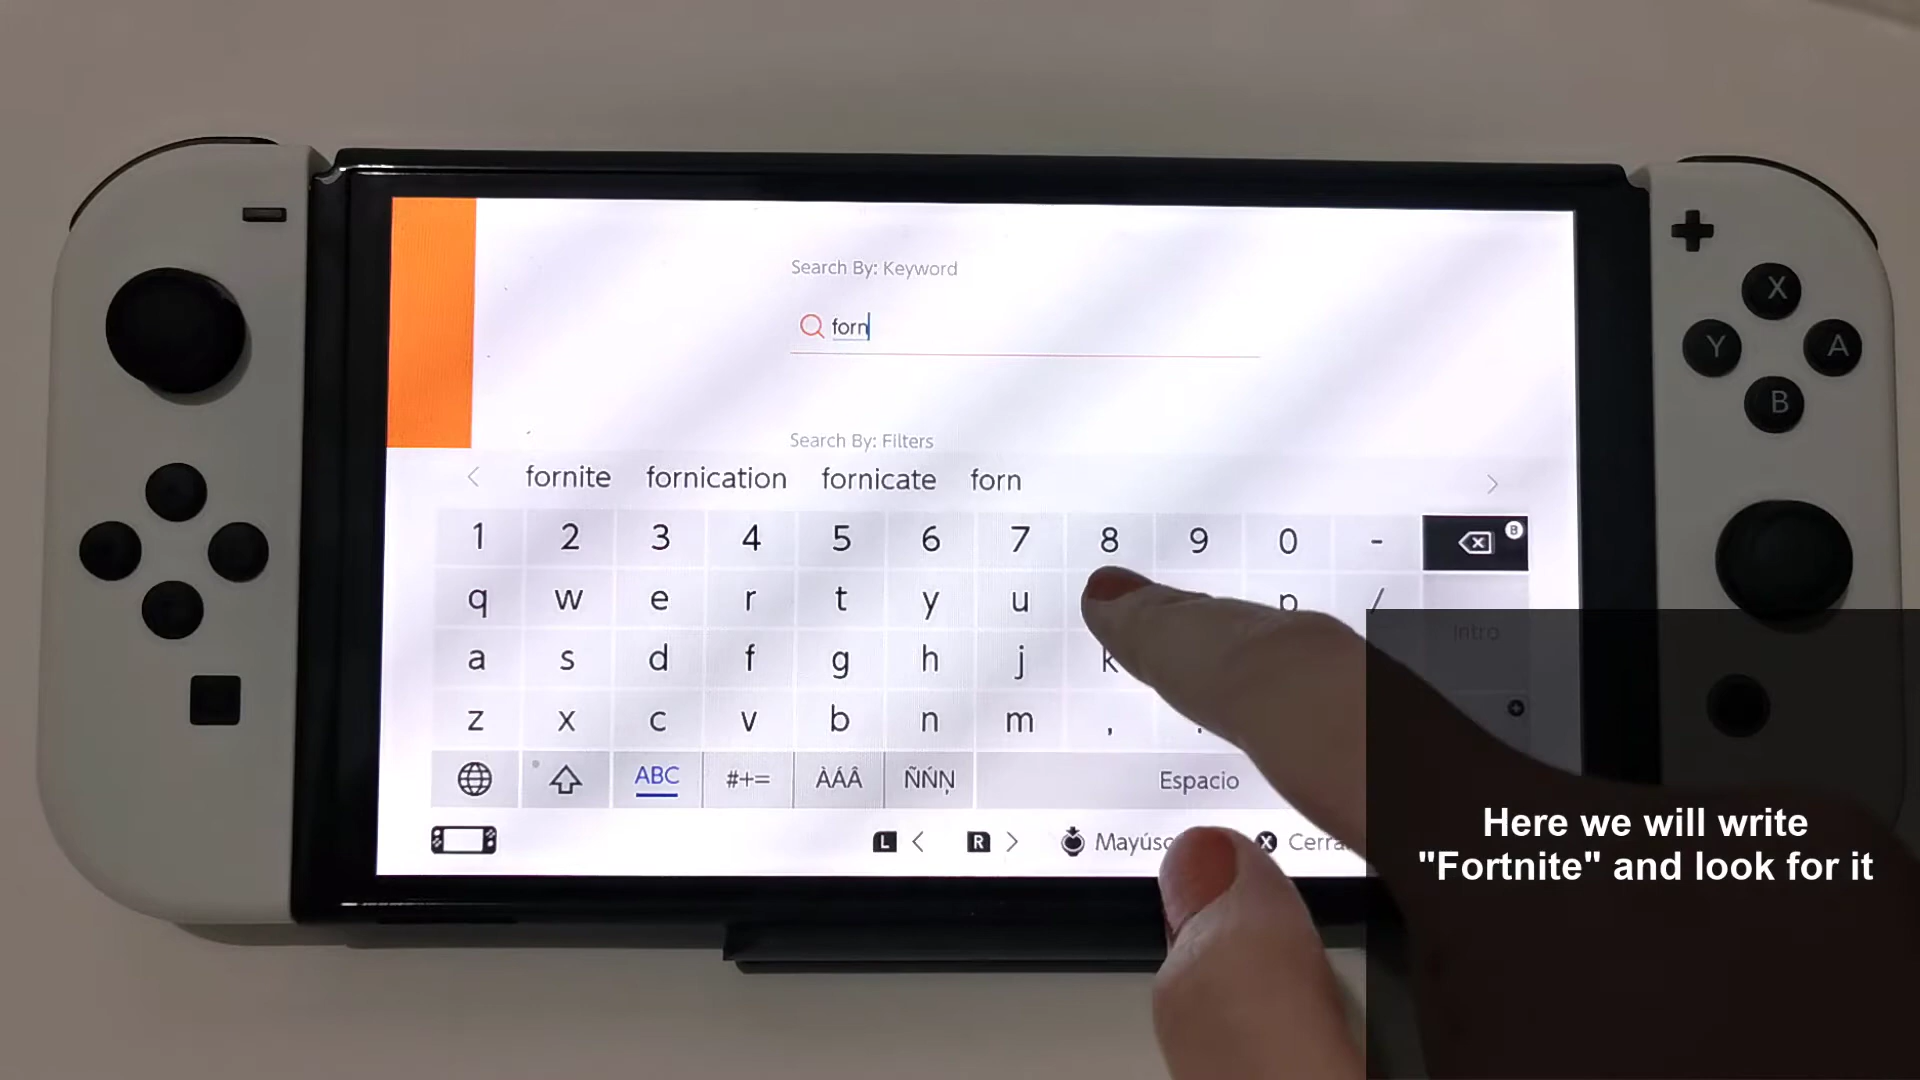 Search By: Keyword
forn
Search By: Filters
fornite fornication fornicate forn
1 2 3 4 5 6 7 8 9 0 -
q w e r t y u p /
a s d f g h j k
z x c v b n m , .
ABC #+= ÀÁÂ ÑŃŅ Espacio
Intro
L R X
X
Y A
B
B
Here we will write
"Fortnite" and look for it